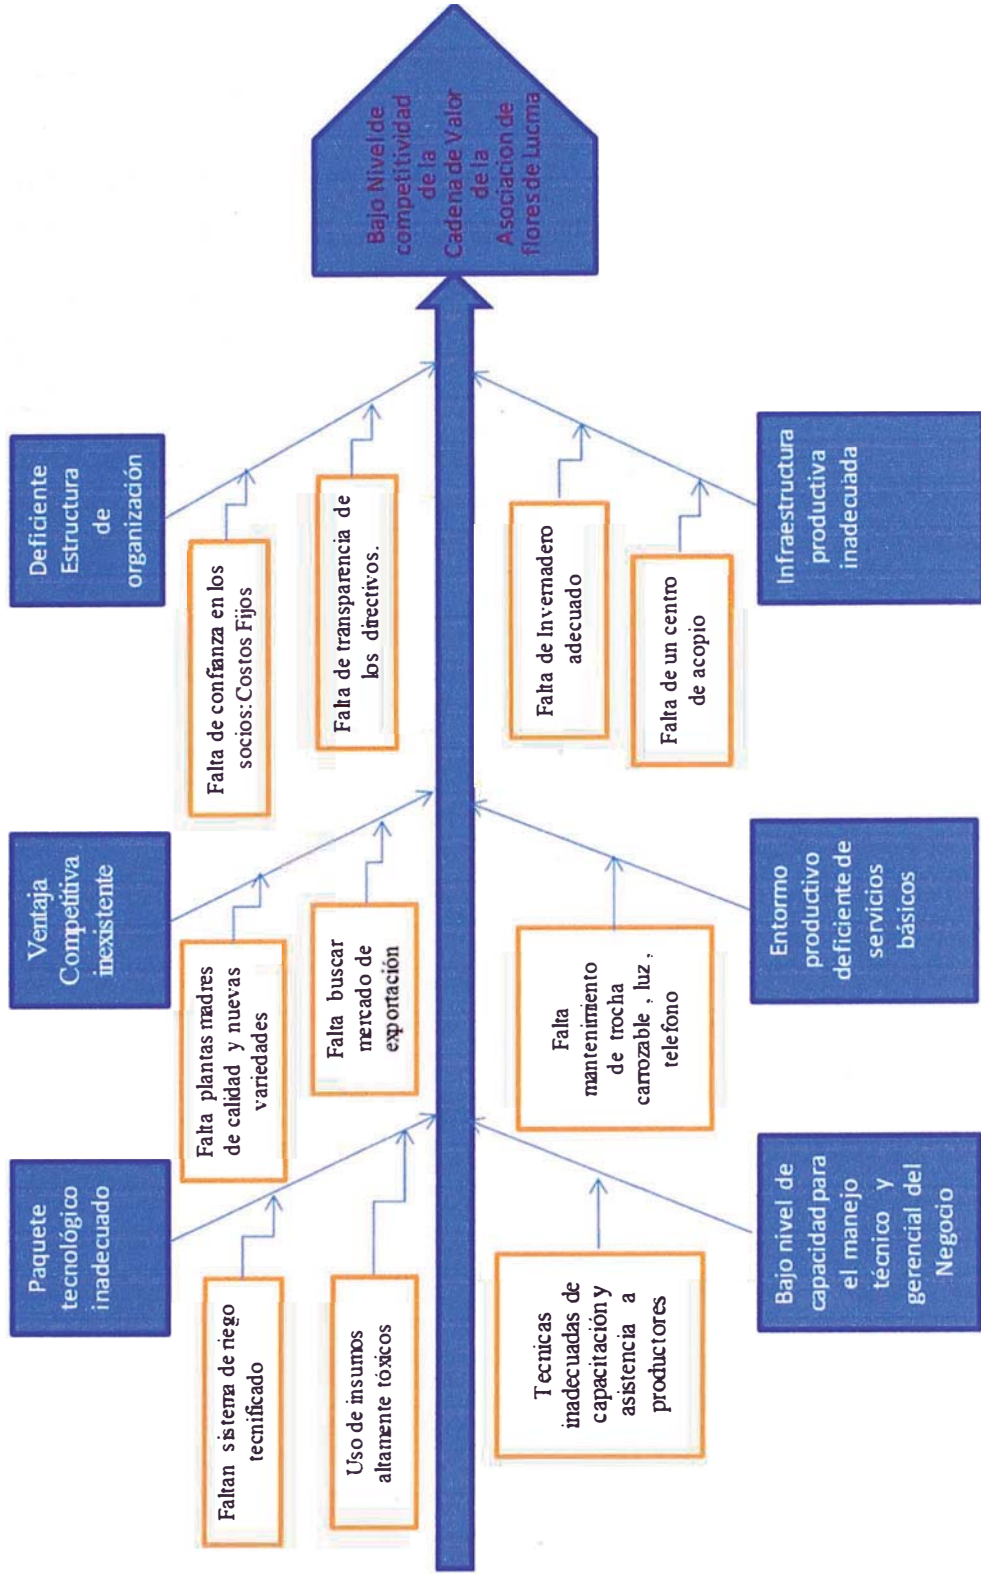 Paquete
tecnológico
inadecuado
Ventaja
Competitiva
inexistente
Deficiente
Estructura
de
organización
Faltan sistema de riego
tecnificado
Uso de insumos
altamente tóxicos
Falta plantas madres
de calidad y nuevas
variedades
Falta buscar
mercado de
exportación
Falta de confianza en los
socios: Costos Fijos
Falta de transparencia de
los directivos.
Bajo Nivel de
competitividad
de la
Cadena de Valor
de la
Asociacion de
flores de Lucma
Tecnicas
inadecuadas de
capacitación y
asistencia a
productores
Falta
mantenimiento
de trocha
carrozable , luz ,
telefono
Falta de Invernadero
adecuado
Falta de un centro
de acopio
Bajo nivel de
capacidad para
el manejo
técnico y
gerencial del
Negocio
Entorno
productivo
deficiente de
servicios
básicos
Infraestructura
productiva
inadecuada